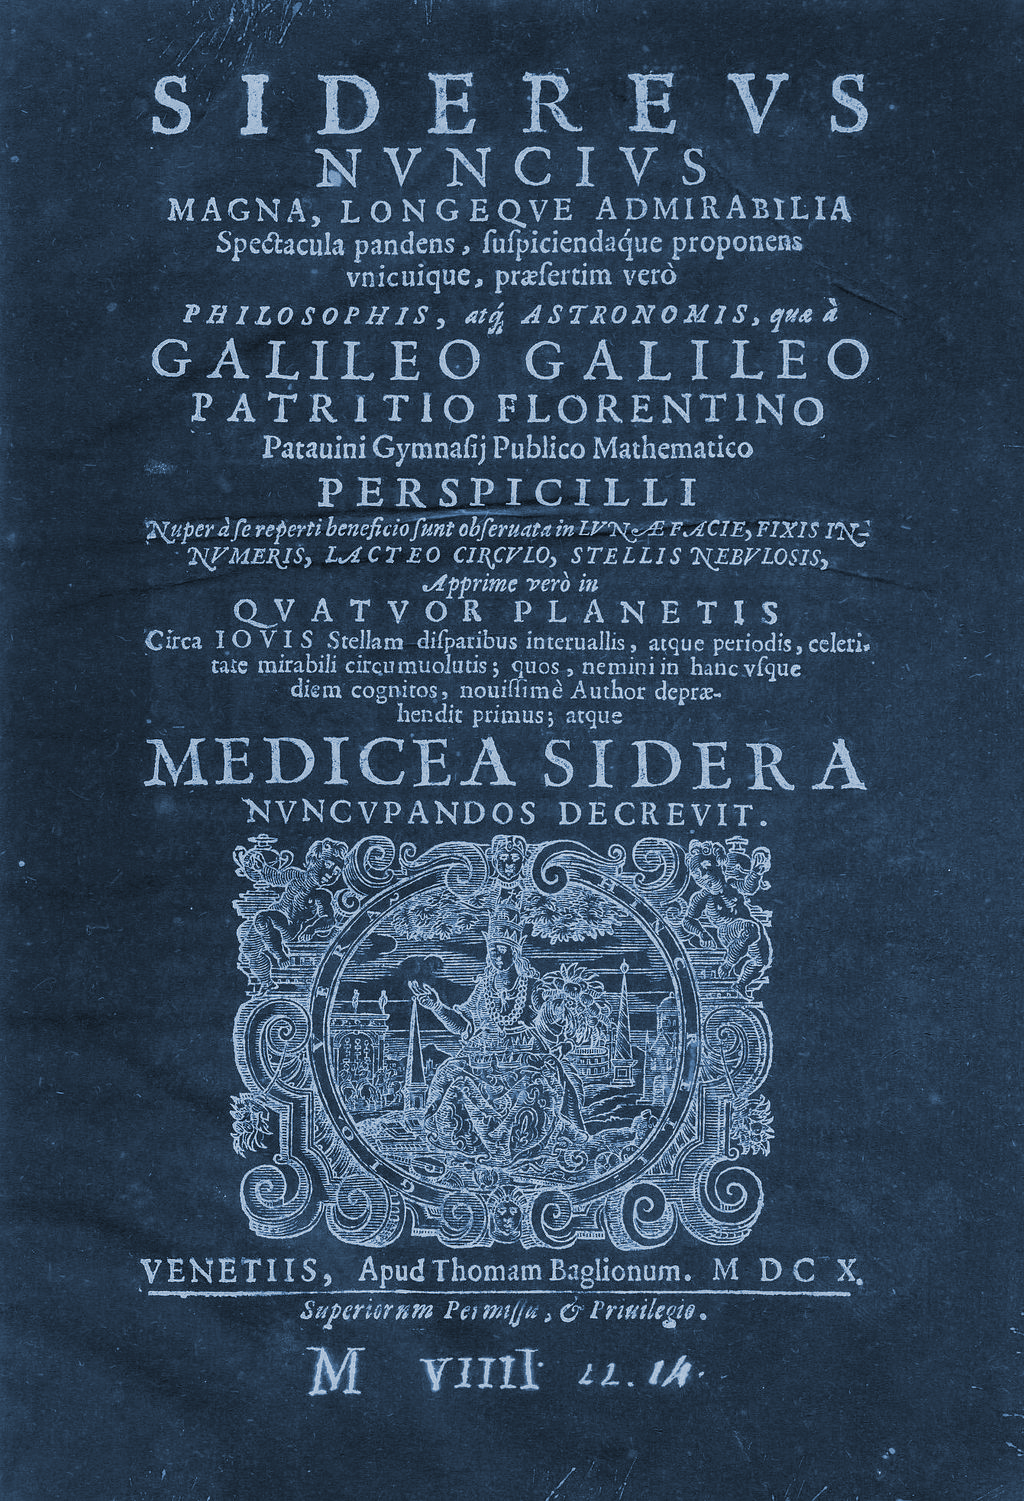 SIDEREVS
NVNCIVS
MAGNA, LONGEQVE ADMIRABILIA
Spectacula pandens, ſuſpiciendaq́ue proponens
vnicuique, præſertim verò
PHILOSOPHIS, atq́; ASTRONOMIS, quæ à
GALILEO GALILEO
PATRITIO FLORENTINO
Patauini Gymnaſij Publico Mathematico
PERSPICILLI
Nuper à ſe reperti beneficio ſunt obſeruata in LVNÆ FACIE, FIXIS IN-
NVMERIS, LACTEO CIRCVLO, STELLIS NEBVLOSIS,
Apprime verò in
QVATVOR PLANETIS
Circa IOVIS Stellam diſparibus interuallis, atque periodis, celeri-
tate mirabili circumuolutis; quos, nemini in hanc vſque
diem cognitos, nouiſſimè Author depræ-
hendit primus; atque
MEDICEA SIDERA
NVNCVPANDOS DECREVIT.
VENETIIS, Apud Thomam Baglionum. MDCX.
Superiorum Permiſſu, & Priuilegio.
M VIIII